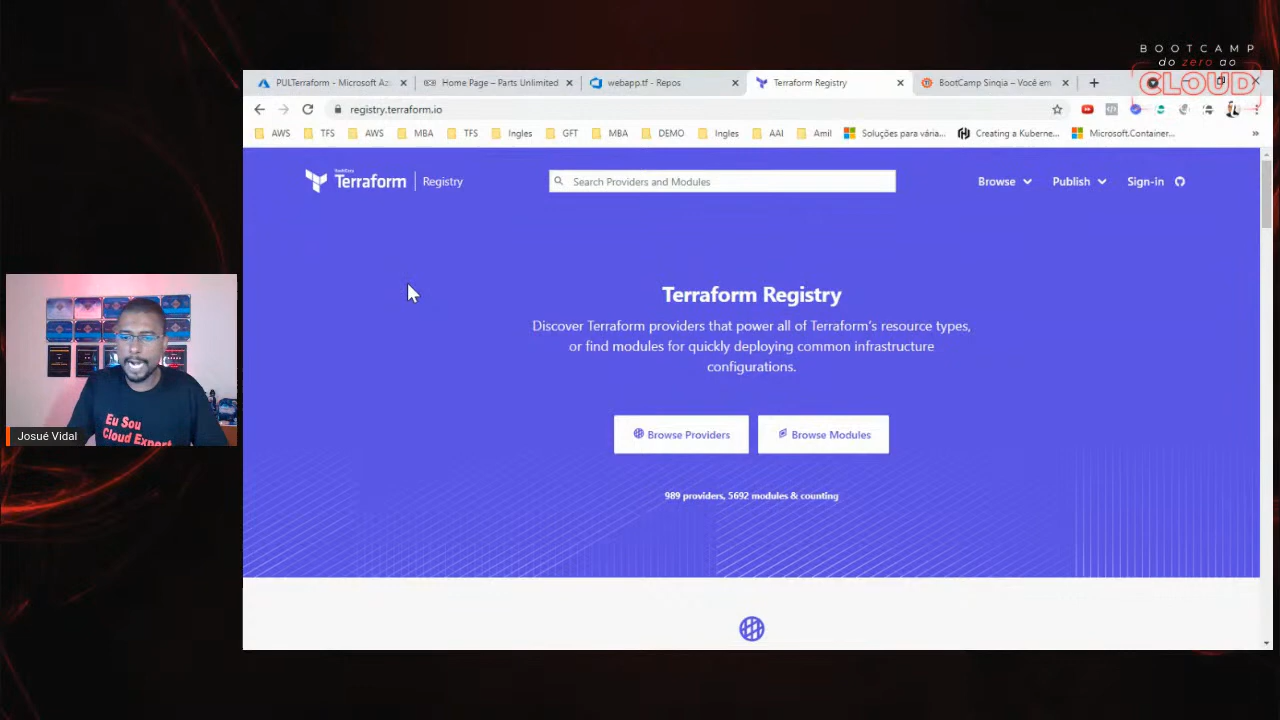 BOOTCAMP
do zero ao
CLOUD
PULTerraform - Microsoft Az
Home Page – Parts Unlimited
webapp.tf - Repos
Terraform Registry
BootCamp Sinqia – Você em
registry.terraform.io
AWS
TFS
AWS
MBA
TFS
Ingles
GFT
MBA
DEMO
Ingles
AAI
Amil
Soluções para vária...
Creating a Kuberne...
Microsoft.Container...
»
HashiCorp
Terraform
Registry
Search Providers and Modules
Browse
Publish
Sign-in
Terraform Registry
Discover Terraform providers that power all of Terraform's resource types,
or find modules for quickly deploying common infrastructure
configurations.
Browse Providers
Browse Modules
989 providers, 5692 modules & counting
Eu Sou
Cloud Expert
Josué Vidal